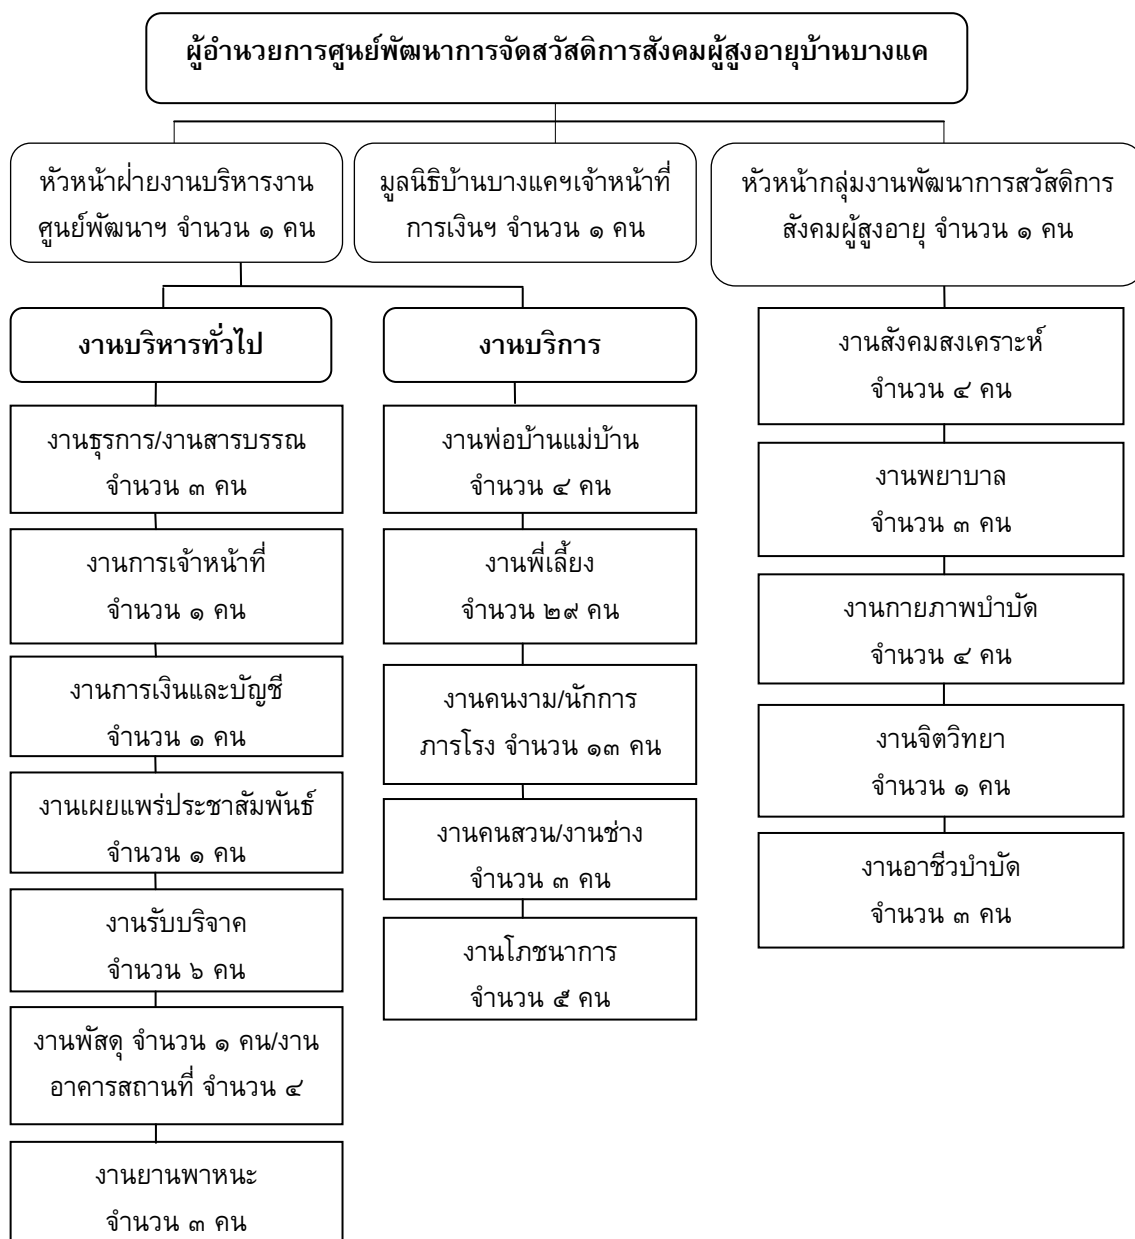 ผู้อำนวยการศูนย์พัฒนาการจัดสวัสดิการสังคมผู้สูงอายุบ้านบางแค
หัวหน้าฝ่ายงานบริหารงาน
ศูนย์พัฒนาฯ จำนวน ๑ คน
มูลนิธิบ้านบางแคฯเจ้าหน้าที่
การเงินฯ จำนวน ๑ คน
หัวหน้ากลุ่มงานพัฒนาการสวัสดิการ
สังคมผู้สูงอายุ จำนวน ๑ คน
งานบริหารทั่วไป
งานธุรการ/งานสารบรรณ
จำนวน ๓ คน
งานการเจ้าหน้าที่
จำนวน ๑ คน
งานการเงินและบัญชี
จำนวน ๑ คน
งานเผยแพร่ประชาสัมพันธ์
จำนวน ๑ คน
งานรับบริจาค
จำนวน ๖ คน
งานพัสดุ จำนวน ๑ คน/งาน
อาคารสถานที่ จำนวน ๔
งานยานพาหนะ
จำนวน ๓ คน
งานบริการ
งานพ่อบ้านแม่บ้าน
จำนวน ๔ คน
งานพี่เลี้ยง
จำนวน ๒๙ คน
งานคนงาม/นักการ
ภารโรง จำนวน ๑๓ คน
งานคนสวน/งานช่าง
จำนวน ๓ คน
งานโภชนาการ
จำนวน ๕ คน
งานสังคมสงเคราะห์
จำนวน ๔ คน
งานพยาบาล
จำนวน ๓ คน
งานกายภาพบำบัด
จำนวน ๔ คน
งานจิตวิทยา
จำนวน ๑ คน
งานอาชีวบำบัด
จำนวน ๓ คน